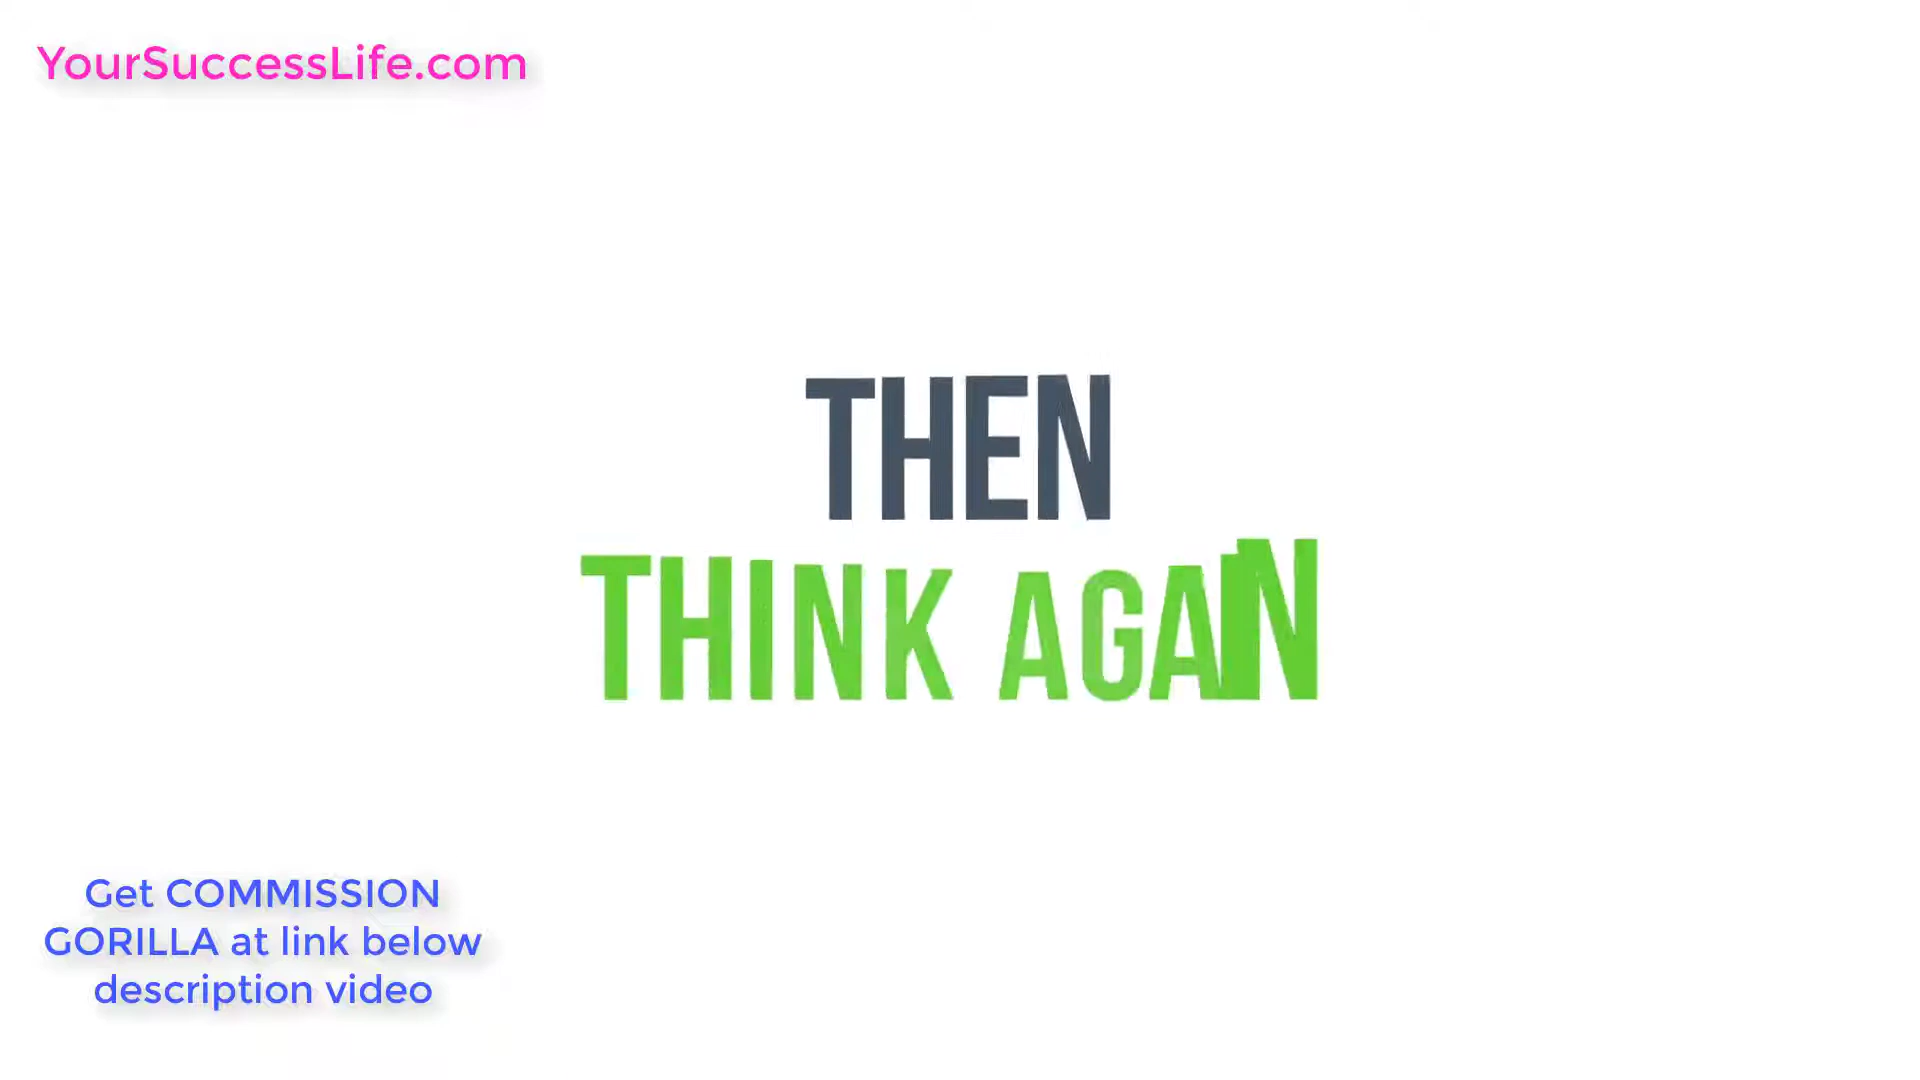 YourSuccessLife.com
THEN
THINK AGAIN
Get COMMISSION
GORILLA at link below
description video